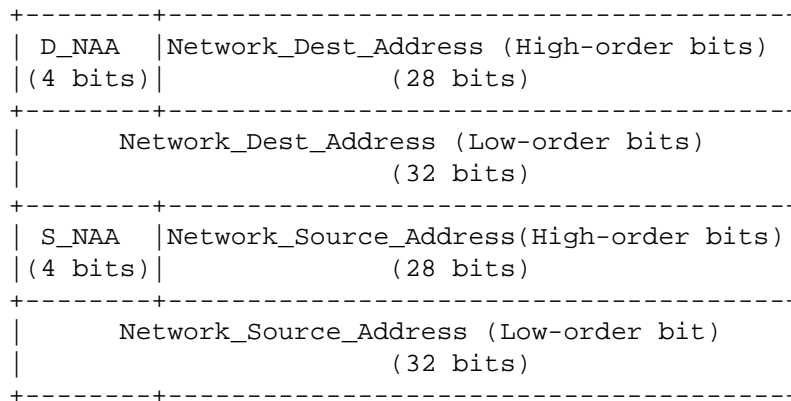 +--------+---------------------------------------
| D_NAA |Network_Dest_Address (High-order bits)
|(4 bits)| (28 bits)
+--------+---------------------------------------
| Network_Dest_Address (Low-order bits)
| (32 bits)
+--------+---------------------------------------
| S_NAA |Network_Source_Address(High-order bits)
|(4 bits)| (28 bits)
+--------+---------------------------------------
| Network_Source_Address (Low-order bit)
| (32 bits)
+--------+---------------------------------------